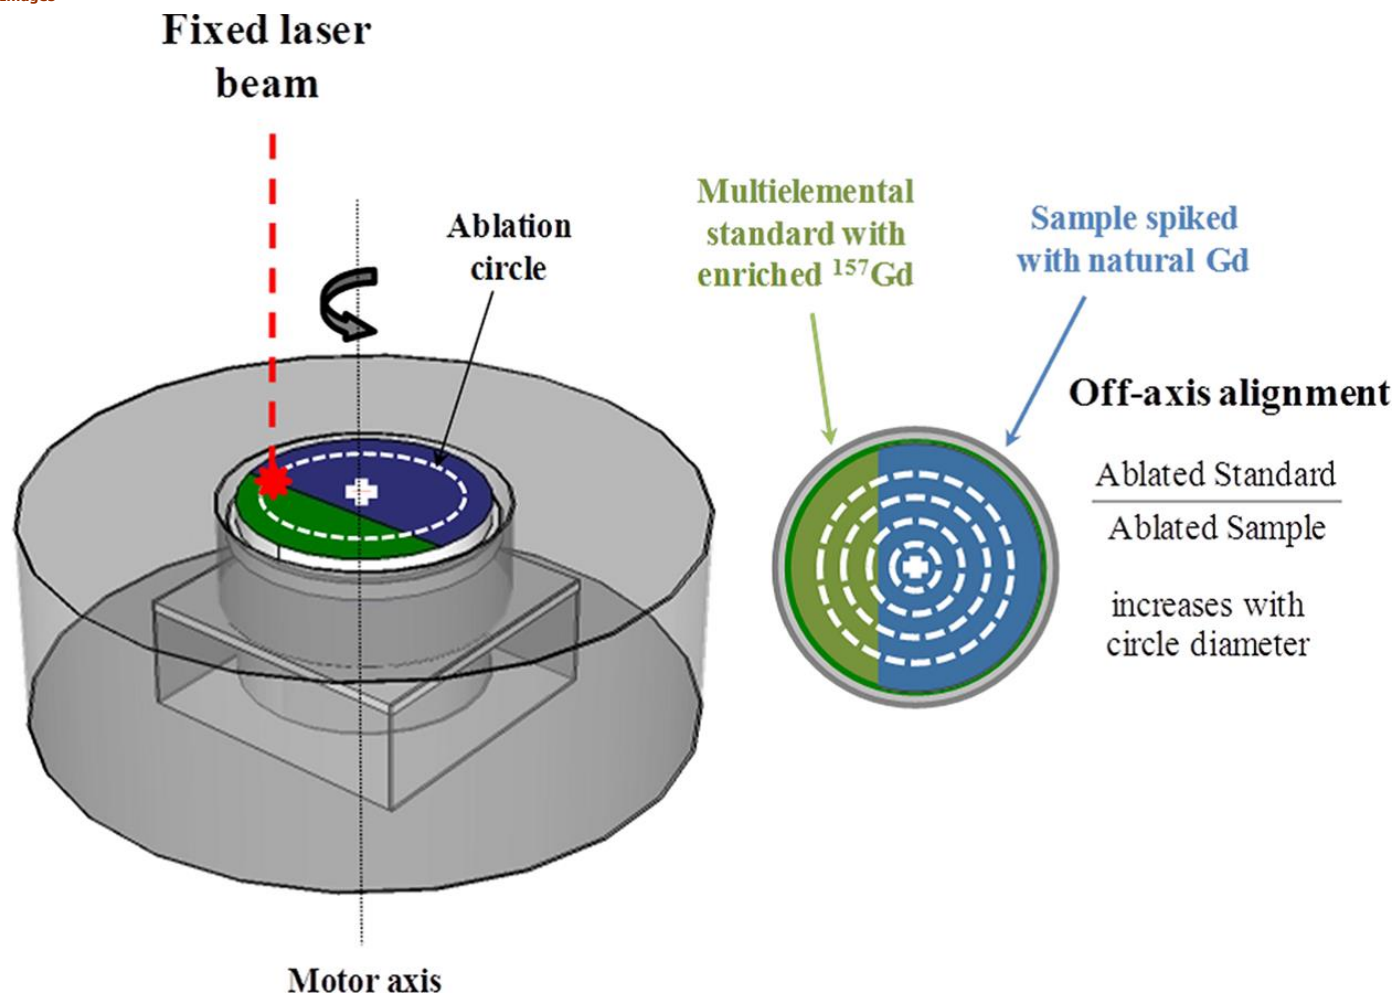 Fixed laser
beam
Ablation
circle
Motor axis
Multielemental
standard with
enriched ¹⁵⁷Gd
Sample spiked
with natural Gd
Off-axis alignment
Ablated Standard
Ablated Sample
increases with
circle diameter